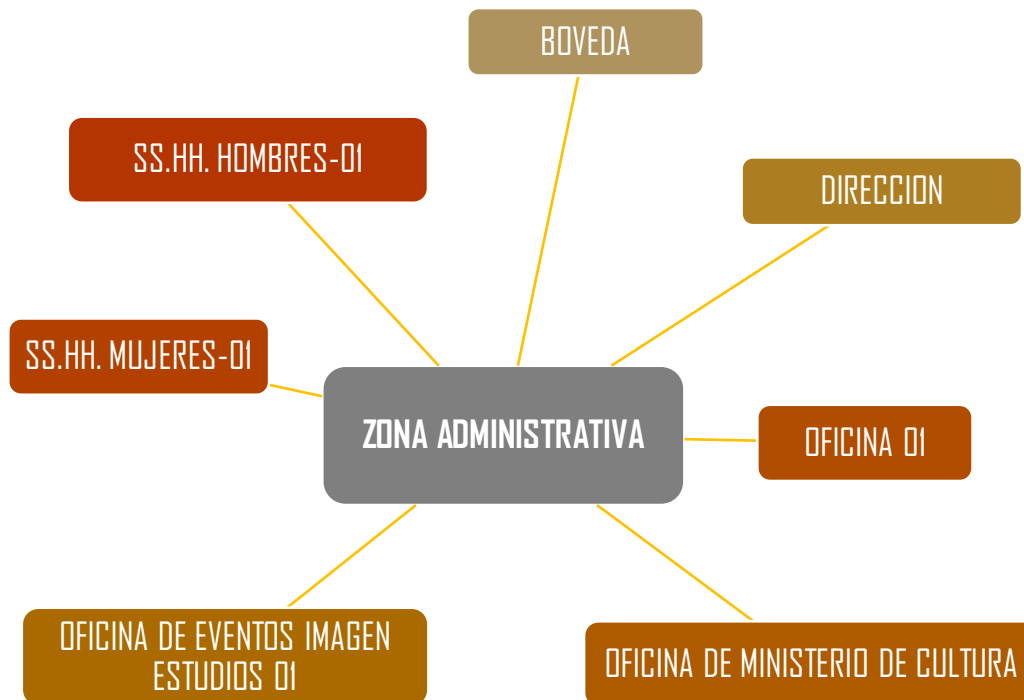 BOVEDA
SS.HH. HOMBRES-01
DIRECCION
SS.HH. MUJERES-01
ZONA ADMINISTRATIVA
OFICINA 01
OFICINA DE EVENTOS IMAGEN
ESTUDIOS 01
OFICINA DE MINISTERIO DE CULTURA